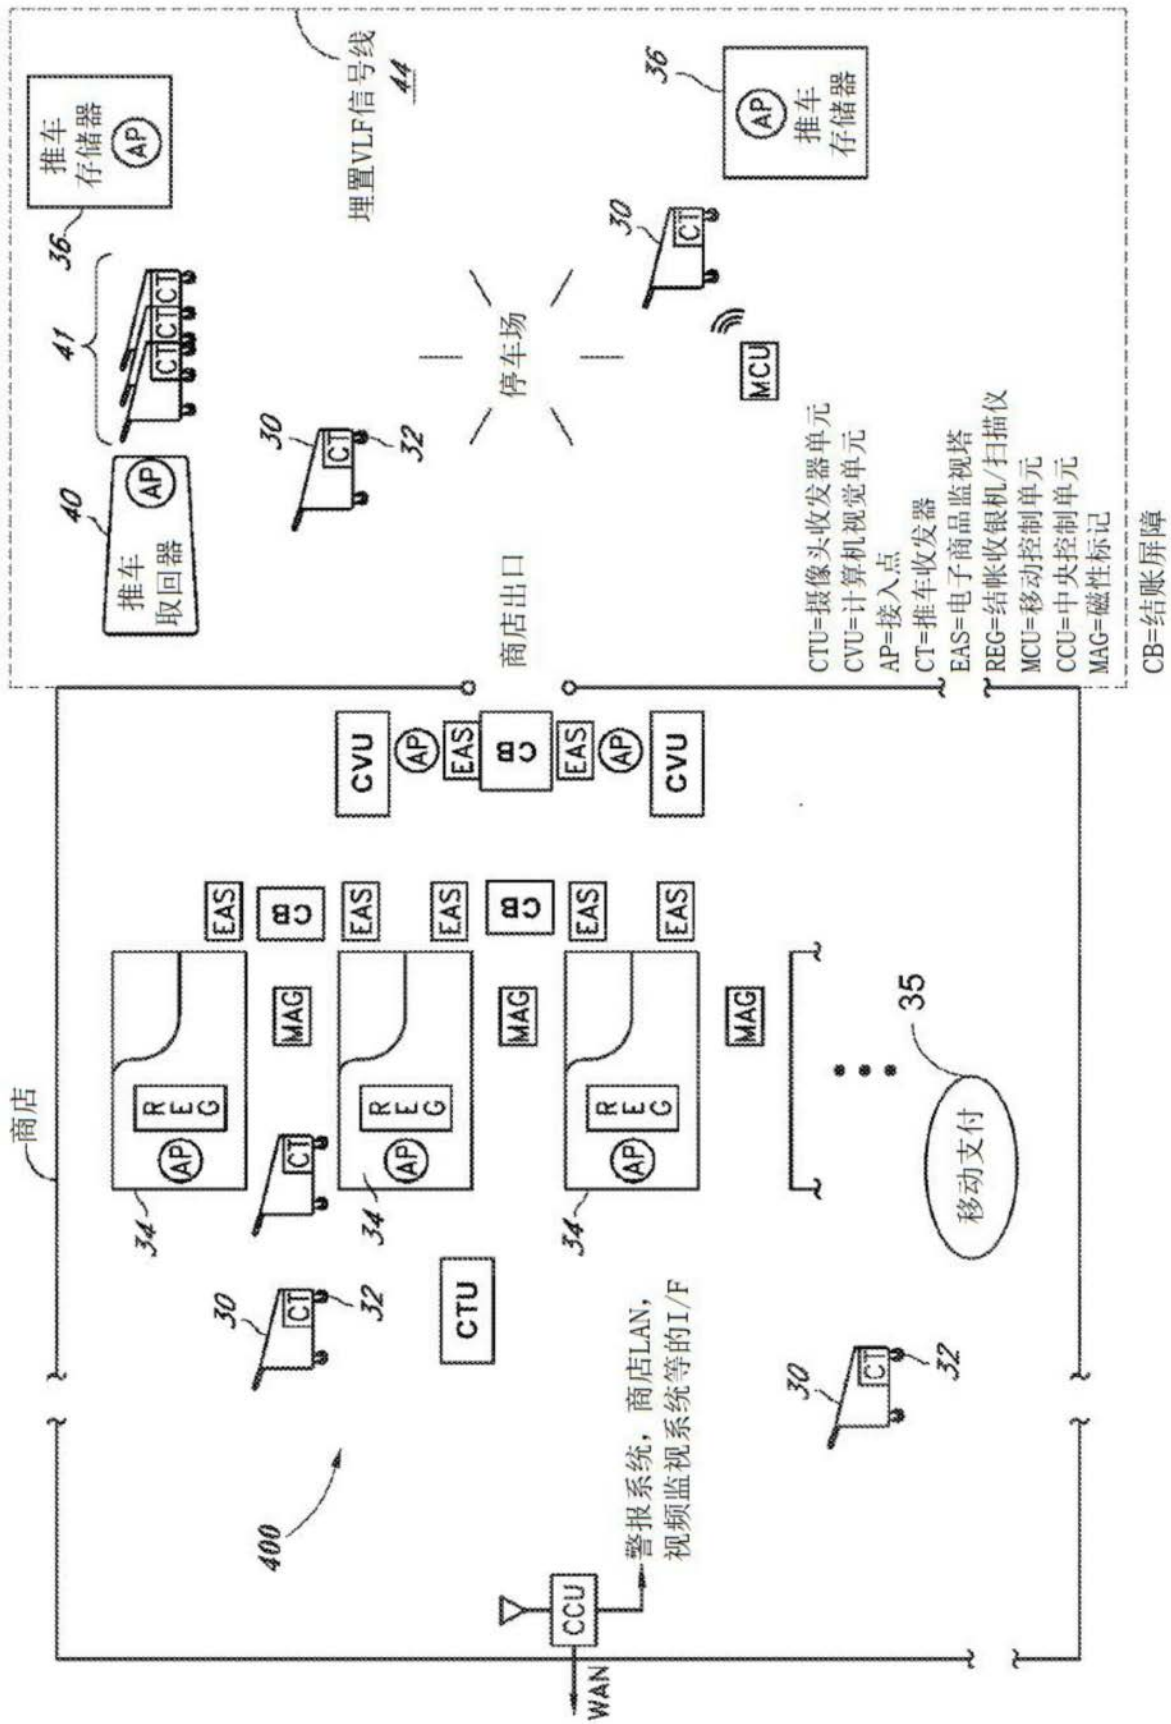 商店
400
WAN
CCU
警报系统，商店LAN，
视频监视系统等的I/F
30
CT
32
CTU
30
CT
32
34
AP
REG
CT
MAG
34
AP
REG
MAG
34
AP
REG
MAG
移动支付
35
EAS
CB
EAS
EAS
CB
EAS
EAS
CVU
AP
EAS
CB
EAS
AP
CVU
商店出口
40
推车
取回器
AP
41
CT
CT
CT
36
推车
存储器
AP
30
CT
32
埋置VLF信号线
44
停车场
30
CT
MCU
36
AP
推车
存储器
CTU=摄像头收发器单元
CVU=计算机视觉单元
AP=接入点
CT=推车收发器
EAS=电子商品监视塔
REG=结帐收银机/扫描仪
MCU=移动控制单元
CCU=中央控制单元
MAG=磁性标记
CB=结账屏障